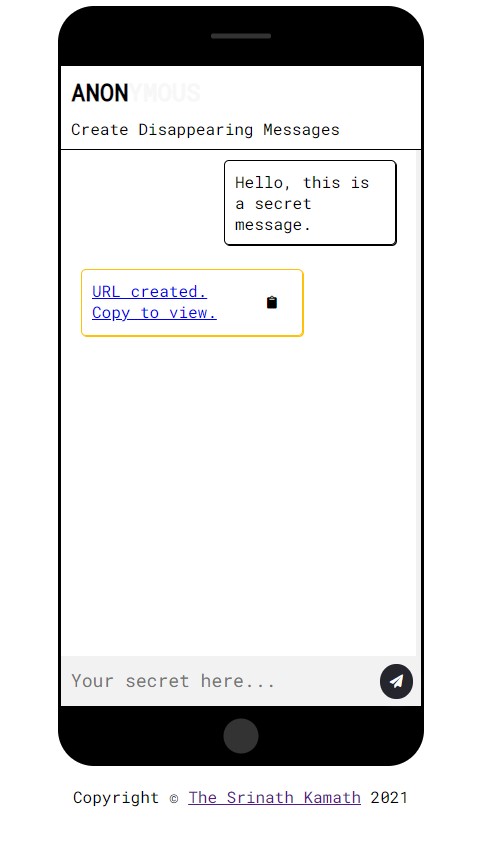 ANONYMOUS
Create Disappearing Messages
Hello, this is
a secret
message.
URL created.
Copy to view.
Your secret here...
Copyright © The Srinath Kamath 2021